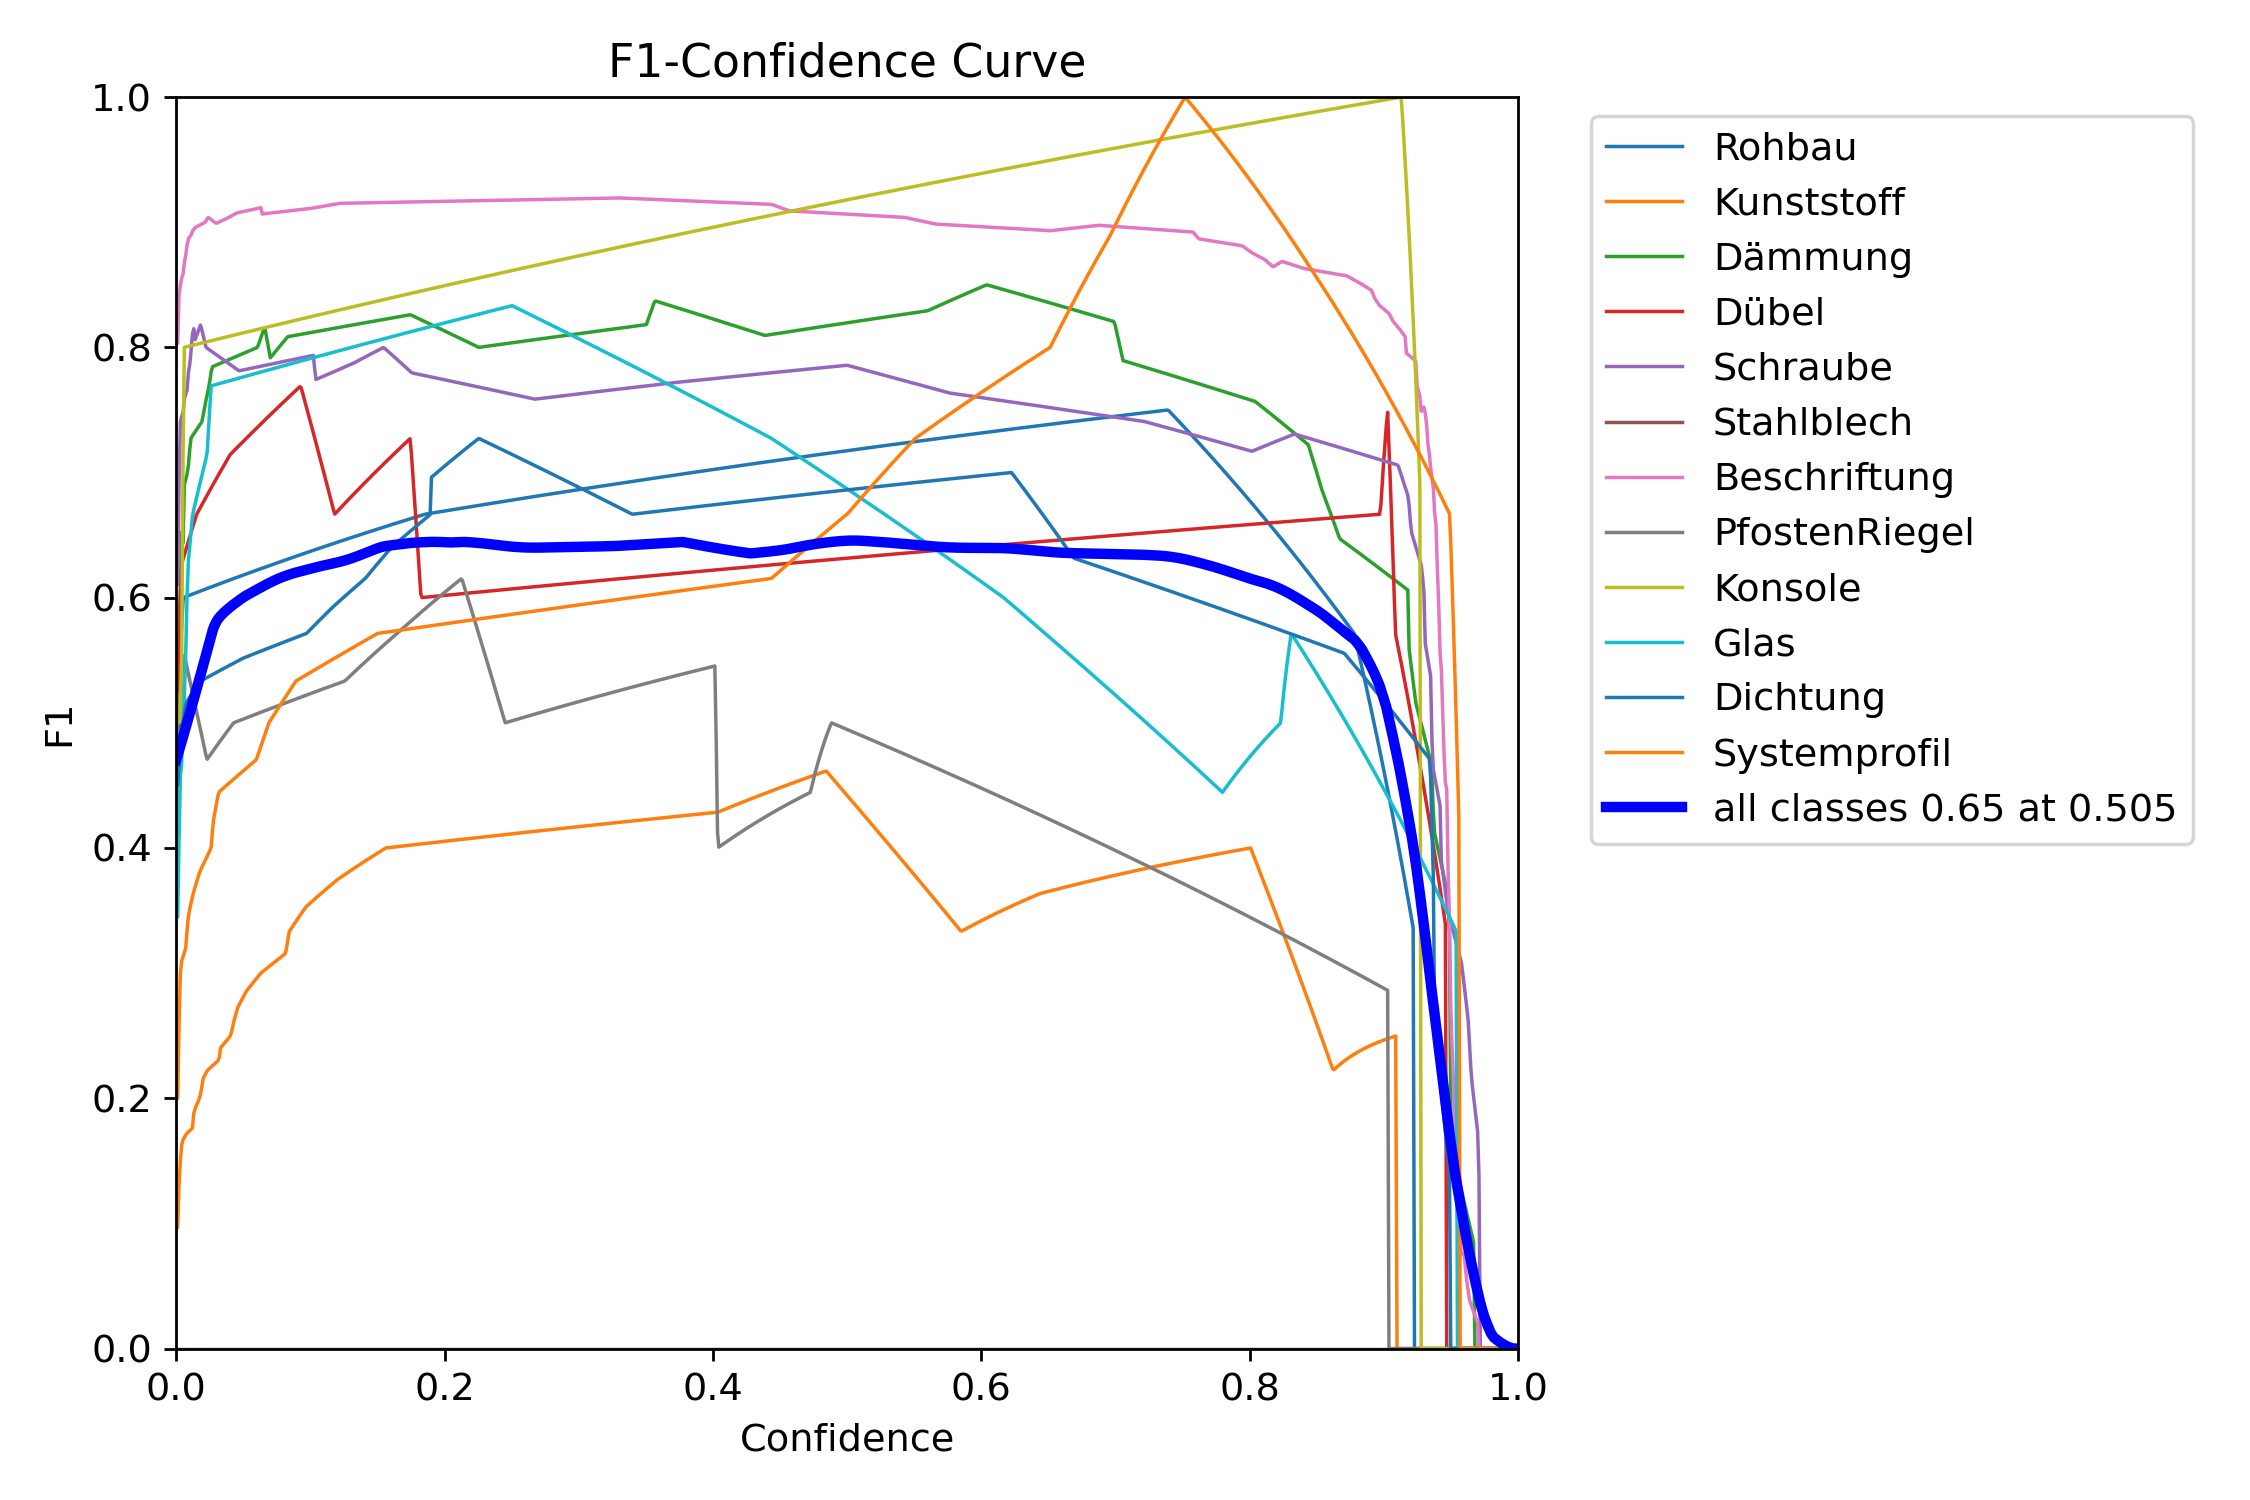 F1-Confidence Curve
1.0
0.8
0.6
0.4
0.2
0.0
F1
0.0 0.2 0.4 0.6 0.8 1.0
Confidence
Rohbau
Kunststoff
Dämmung
Dübel
Schraube
Stahlblech
Beschriftung
PfostenRiegel
Konsole
Glas
Dichtung
Systemprofil
all classes 0.65 at 0.505